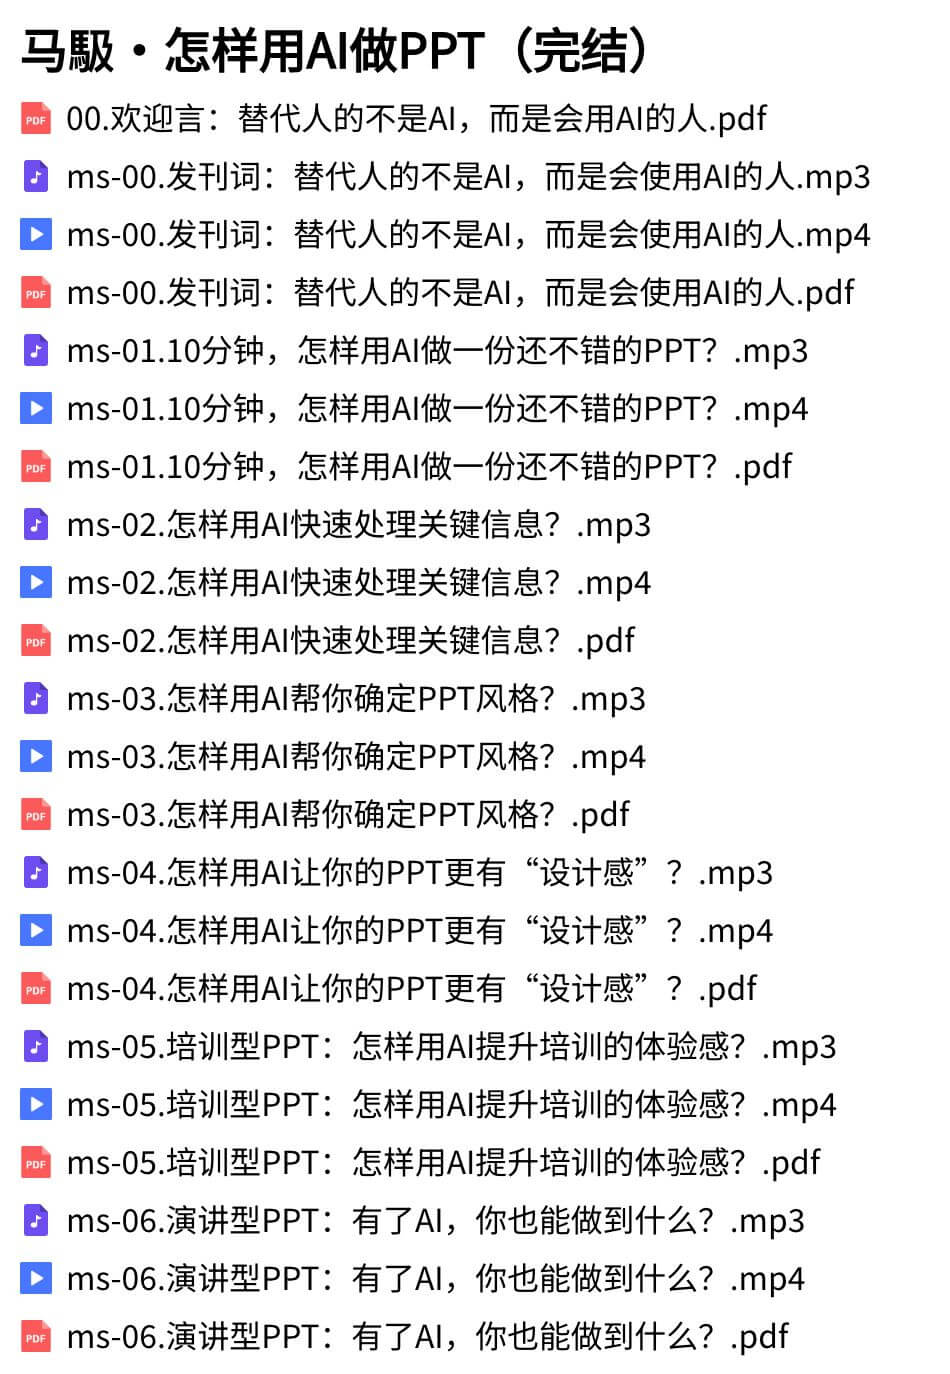 马馺·怎样用AI做PPT（完结）
PDF 00.欢迎言：替代人的不是AI，而是会用AI的人.pdf
ms-00.发刊词：替代人的不是AI，而是会使用AI的人.mp3
ms-00.发刊词：替代人的不是AI，而是会使用AI的人.mp4
PDF ms-00.发刊词：替代人的不是AI，而是会使用AI的人.pdf
ms-01.10分钟，怎样用AI做一份还不错的PPT？.mp3
ms-01.10分钟，怎样用AI做一份还不错的PPT？.mp4
PDF ms-01.10分钟，怎样用AI做一份还不错的PPT？.pdf
ms-02.怎样用AI快速处理关键信息？.mp3
ms-02.怎样用AI快速处理关键信息？.mp4
PDF ms-02.怎样用AI快速处理关键信息？.pdf
ms-03.怎样用AI帮你确定PPT风格？.mp3
ms-03.怎样用AI帮你确定PPT风格？.mp4
PDF ms-03.怎样用AI帮你确定PPT风格？.pdf
ms-04.怎样用AI让你的PPT更有“设计感”？.mp3
ms-04.怎样用AI让你的PPT更有“设计感”？.mp4
PDF ms-04.怎样用AI让你的PPT更有“设计感”？.pdf
ms-05.培训型PPT：怎样用AI提升培训的体验感？.mp3
ms-05.培训型PPT：怎样用AI提升培训的体验感？.mp4
PDF ms-05.培训型PPT：怎样用AI提升培训的体验感？.pdf
ms-06.演讲型PPT：有了AI，你也能做到什么？.mp3
ms-06.演讲型PPT：有了AI，你也能做到什么？.mp4
PDF ms-06.演讲型PPT：有了AI，你也能做到什么？.pdf